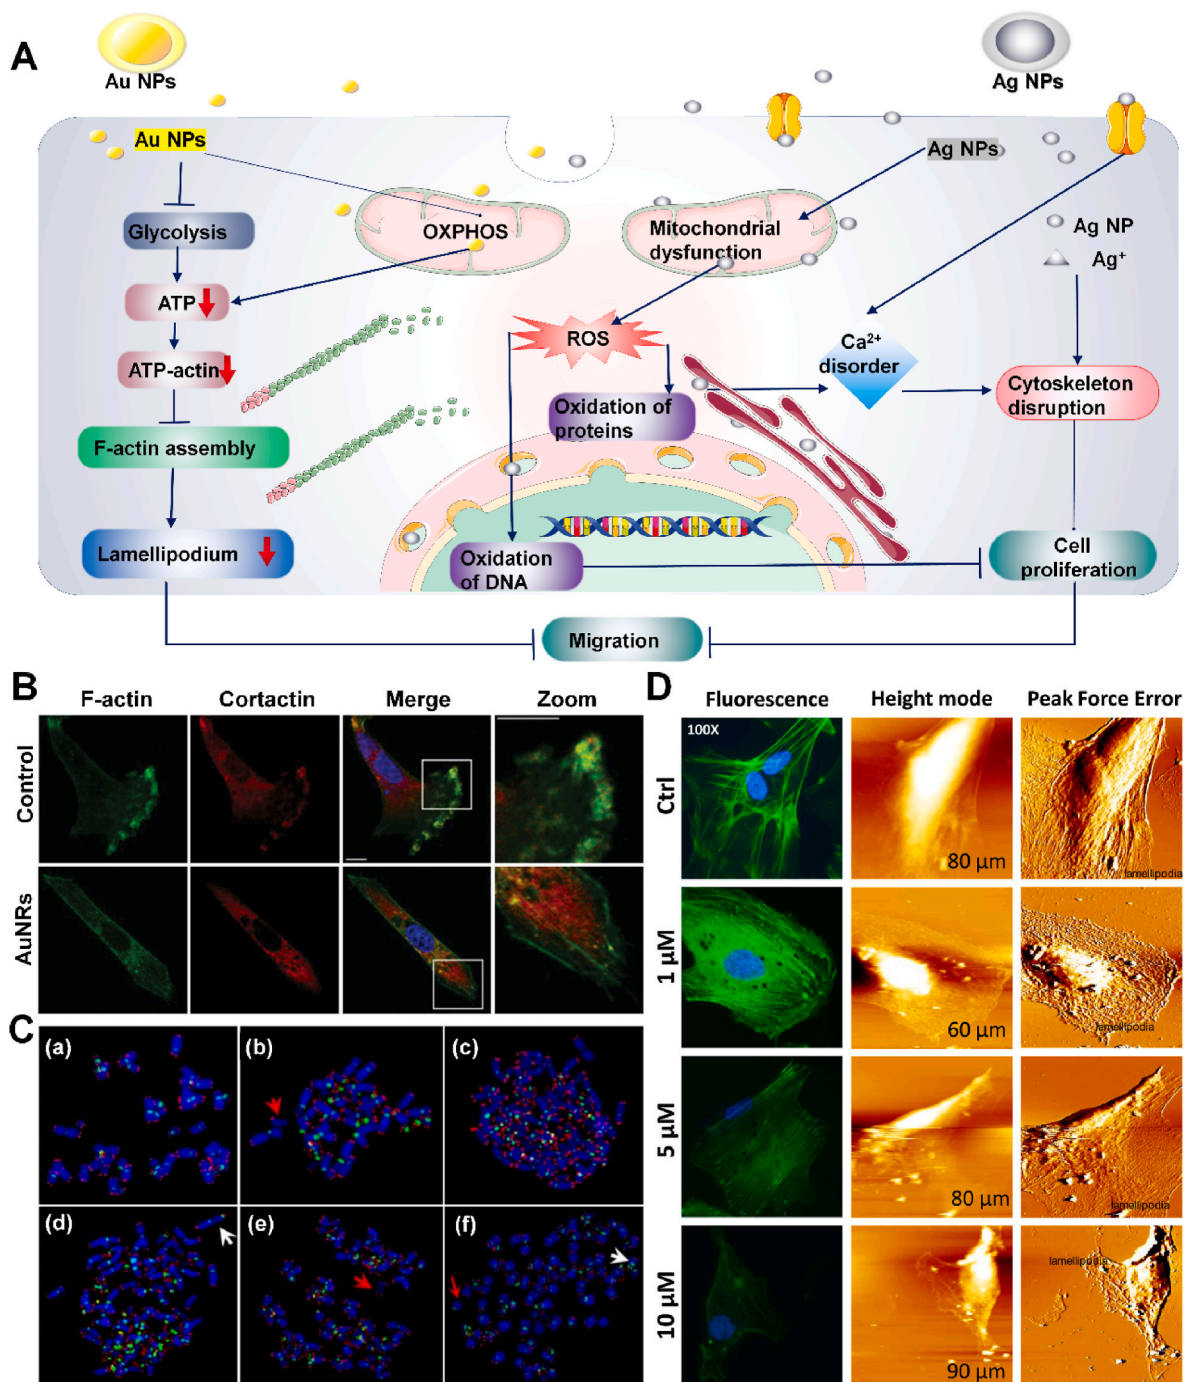 A
Au NPs
Ag NPs
Au NPs
Ag NPs
Glycolysis
OXPHOS
Mitochondrial
dysfunction
Ag NP
Ag⁺
ATP
ROS
Ca²⁺
disorder
ATP-actin
Cytoskeleton
disruption
Oxidation of
proteins
F-actin assembly
Lamellipodium
Oxidation
of DNA
Cell
proliferation
Migration
B
F-actin
Cortactin
Merge
Zoom
Control
AuNRs
C
(a)
(b)
(c)
(d)
(e)
(f)
D
Fluorescence
Height mode
Peak Force Error
Ctrl
100X
80 µm
lamellipodia
1 µM
60 µm
lamellipodia
5 µM
80 µm
lamellipodia
10 µM
90 µm
lamellipodia